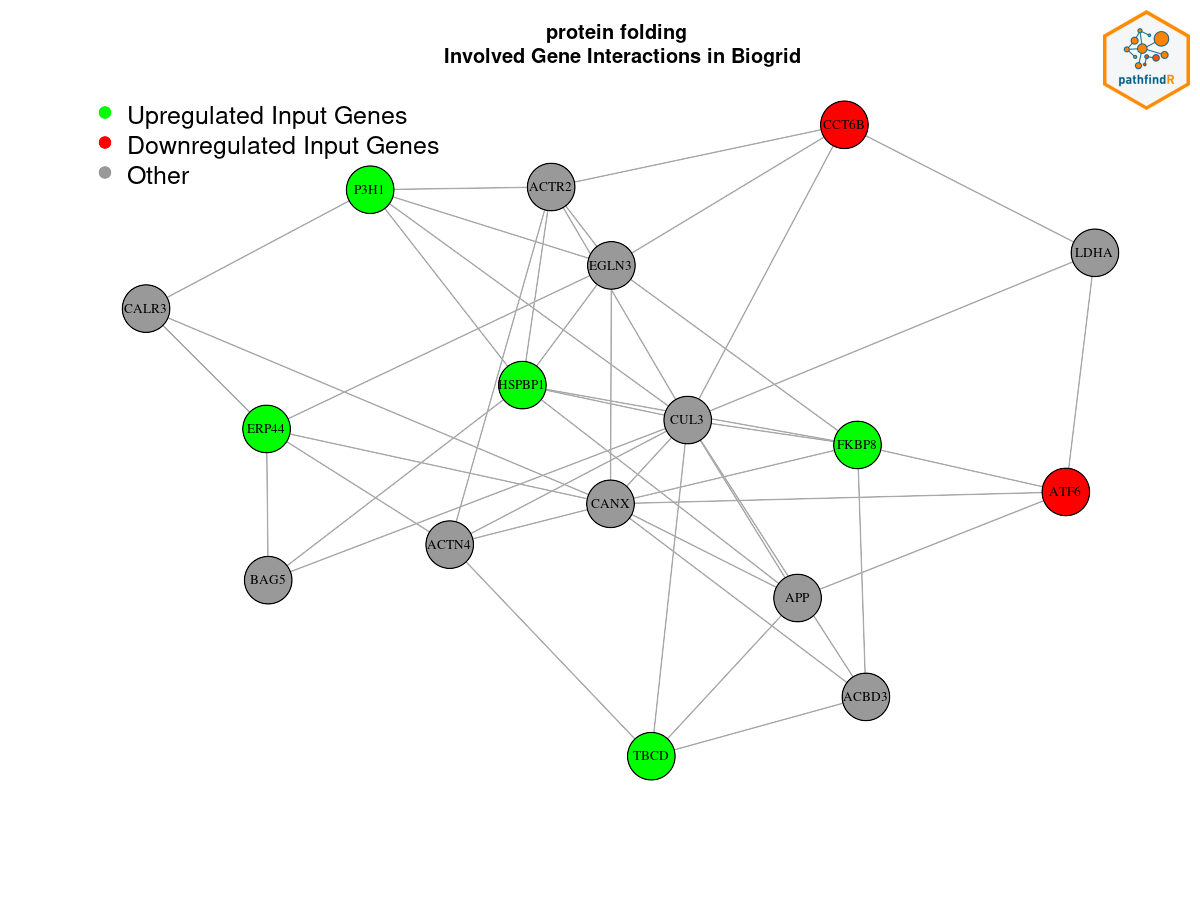 protein folding
Involved Gene Interactions in Biogrid
pathfindR
Upregulated Input Genes
Downregulated Input Genes
Other
CCT6B
P3H1
ACTR2
LDHA
EGLN3
CALR3
HSPBP1
CUL3
ERP44
FKBP8
ATF6
CANX
ACTN4
BAG5
APP
ACBD3
TBCD